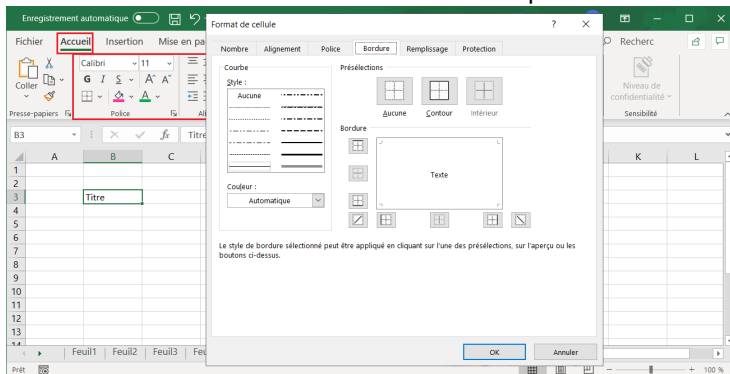 Enregistrement automatique
Format de cellule ? ×
Fichier Accueil Insertion Mise en pa
Recherc
Nombre Alignement Police Bordure Remplissage Protection
Calibri 11
Coller
G I S A A
A
Presse-papiers Police Ali
Niveau de
confidentialité
Sensibilité
Courbe
Style :
Aucune
Couleur :
Automatique
Présélections
Aucune Contour Intérieur
Bordure
Texte
Le style de bordure sélectionné peut être appliqué en cliquant sur l'une des présélections, sur l'aperçu ou les
boutons ci-dessus.
OK Annuler
B3 fx Titre
A B C K L
1
2
3 Titre
4
5
6
7
8
9
10
11
12
13
14
Feuil1 Feuil2 Feuil3 Feu
Prêt 100 %